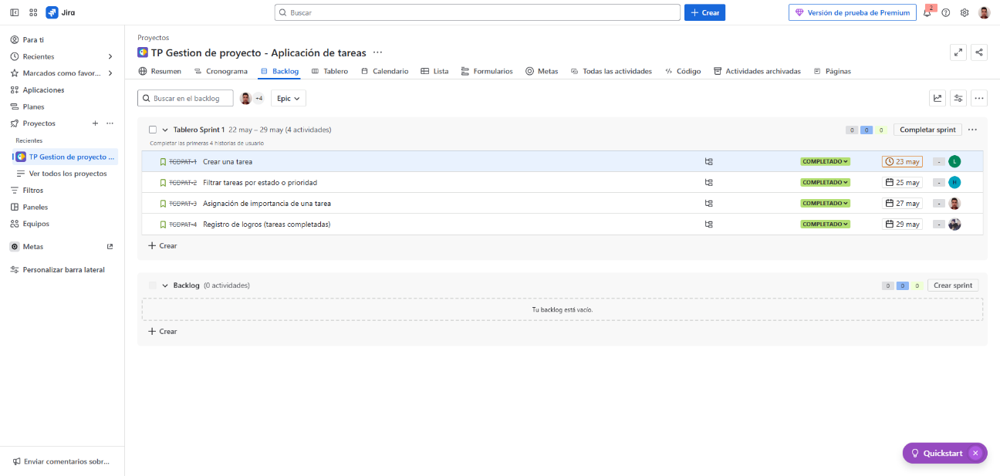 Jira
Buscar
Crear
Versión de prueba de Premium
2
Para ti
Recientes
Marcados como favor...
Aplicaciones
Planes
Proyectos
Recientes
TP Gestion de proyecto ...
Ver todos los proyectos
Filtros
Paneles
Equipos
Metas
Personalizar barra lateral
Enviar comentarios sobr...
Proyectos
TP Gestion de proyecto - Aplicación de tareas
Resumen Cronograma Backlog Tablero Calendario Lista Formularios Metas Todas las actividades Código Actividades archivadas Páginas
Buscar en el backlog +4 Epic
Tablero Sprint 1 22 may – 29 may (4 actividades) 0 0 0 Completar sprint
Completar las primeras 4 historias de usuario
TGDPAT-1 Crear una tarea COMPLETADO 23 may - L
TGDPAT-2 Filtrar tareas por estado o prioridad COMPLETADO 25 may - H
TGDPAT-3 Asignación de importancia de una tarea COMPLETADO 27 may -
TGDPAT-4 Registro de logros (tareas completadas) COMPLETADO 29 may -
Crear
Backlog (0 actividades) 0 0 0 Crear sprint
Tu backlog está vacío.
Crear
Quickstart